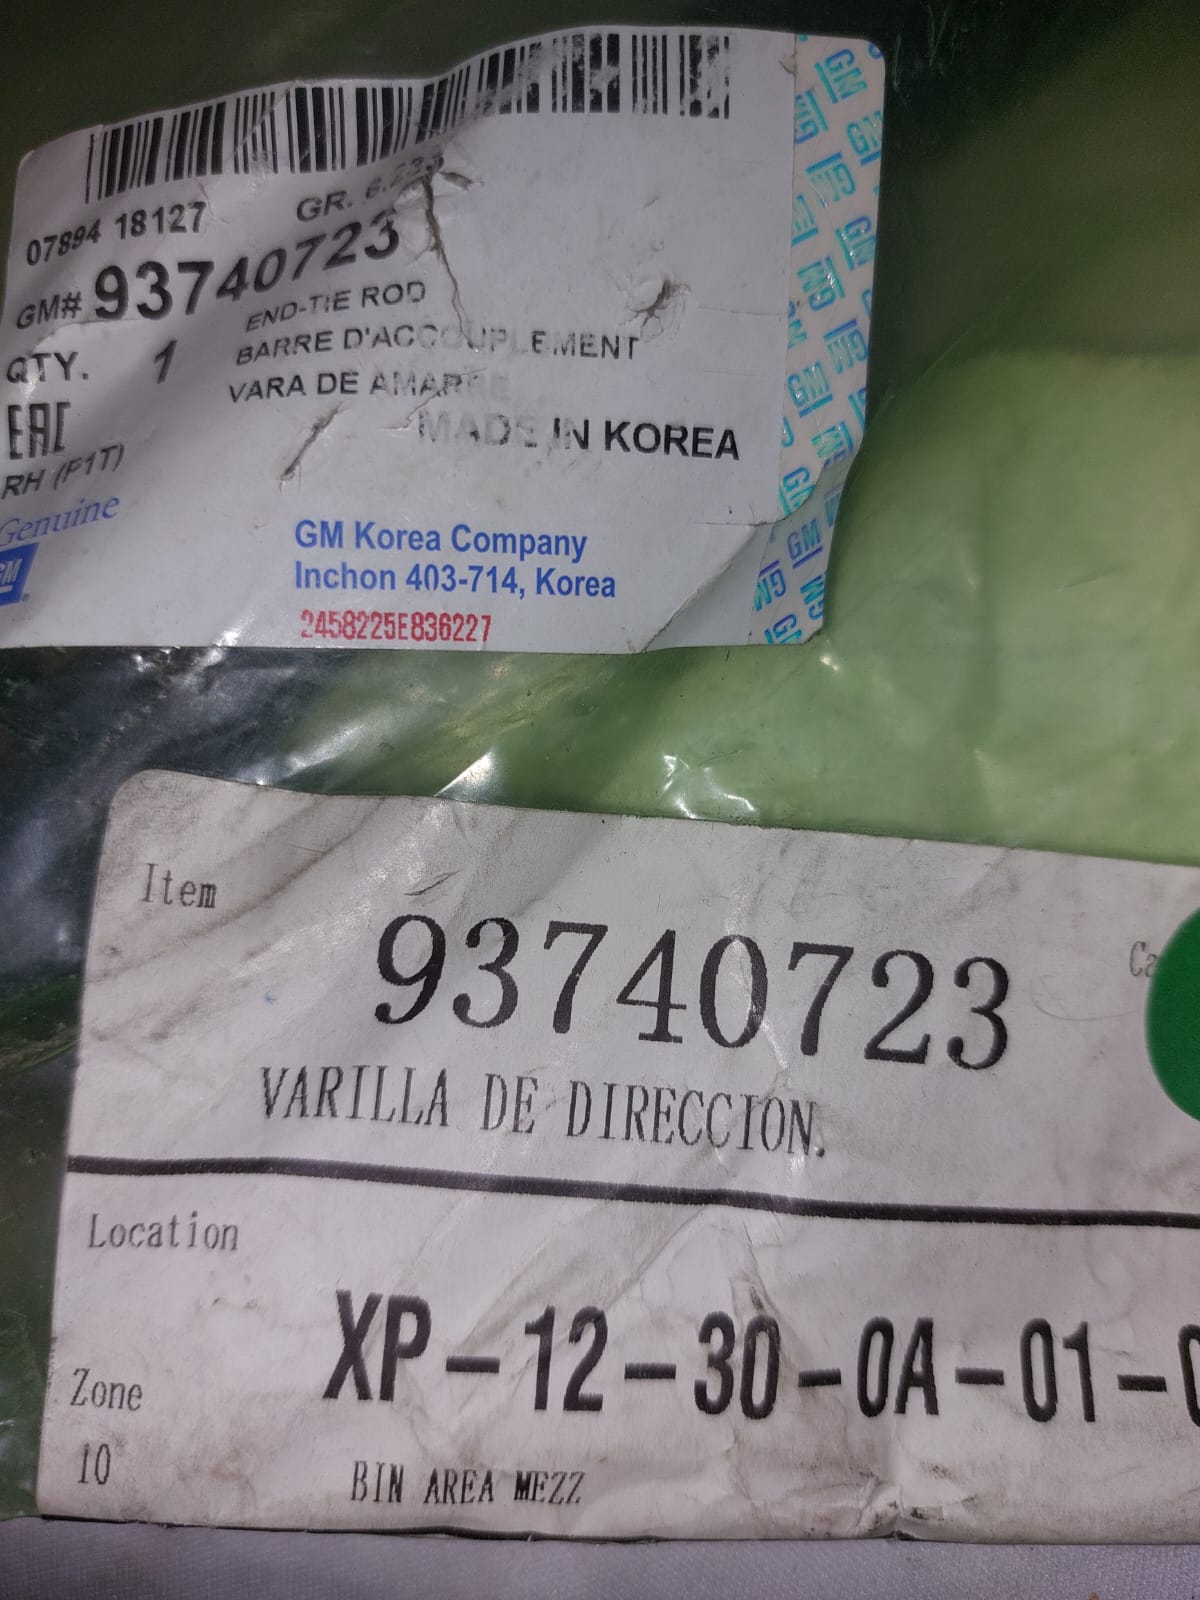 07894 18127 GR. 6.233
GM# 93740723
END-TIE ROD
QTY. 1 BARRE D'ACCOUPLEMENT
VARA DE AMARRE
EAC
MADE IN KOREA
RH (P1T)
Genuine
GM
GM Korea Company
Inchon 403-714, Korea
2458225E836227
Item
93740723
VARILLA DE DIRECCION.
Location
XP-12-30-0A-01-
Zone
10
BIN AREA MEZZ